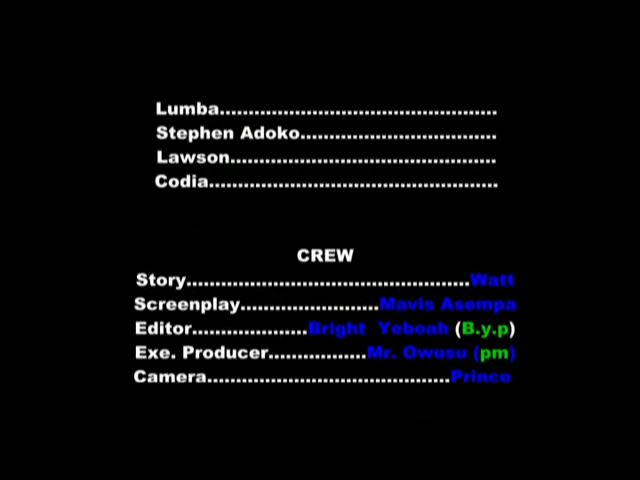 Lumba...............................................
Stephen Adoko.................................
Lawson.............................................
Codia.................................................
CREW
Story................................................Watt
Screenplay.......................Mavis Asempa
Editor...................Bright Yeboah (B.y.p)
Exe. Producer.................Mr. Owusu (pm)
Camera.........................................Prince